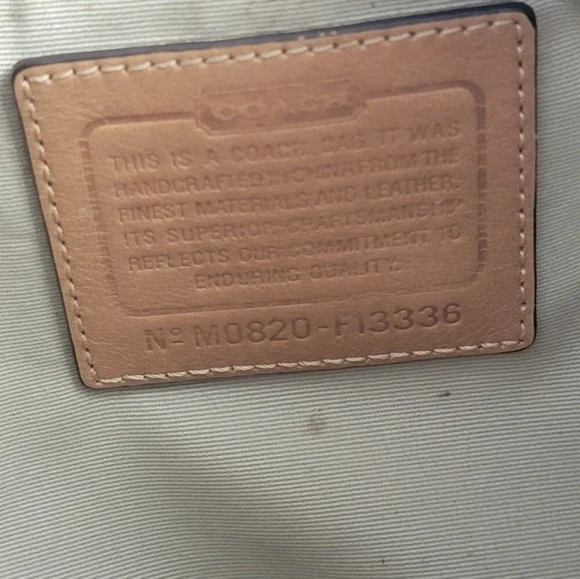 COACH
THIS IS A COACH BAG. IT WAS
HANDCRAFTED IN CHINA FROM THE
FINEST MATERIALS AND LEATHER.
ITS SUPERIOR CRAFTSMANSHIP
REFLECTS OUR COMMITMENT TO
ENDURING QUALITY.
Nº M0820-F13336